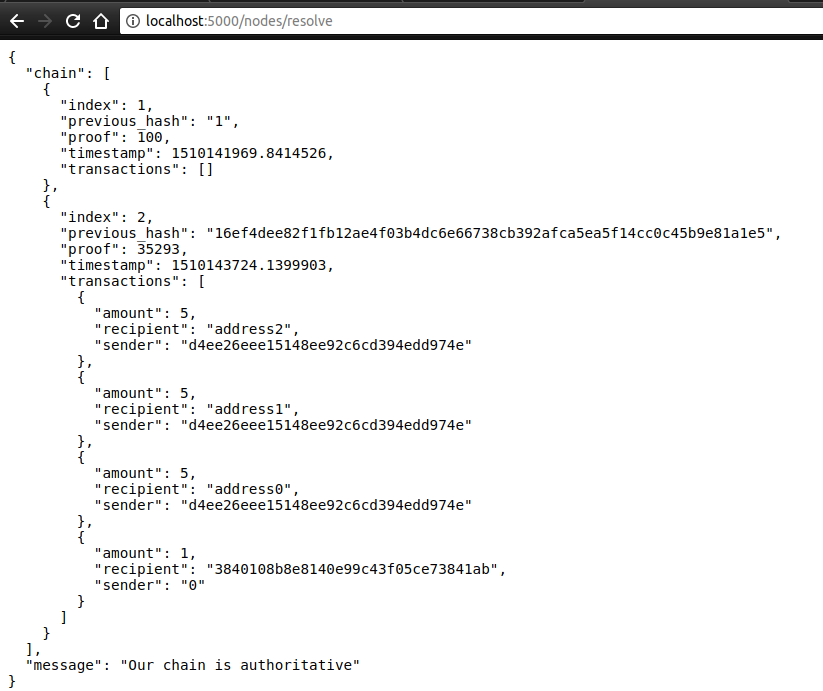 localhost:5000/nodes/resolve
{
  "chain": [
    {
      "index": 1,
      "previous_hash": "1",
      "proof": 100,
      "timestamp": 1510141969.8414526,
      "transactions": []
    },
    {
      "index": 2,
      "previous_hash": "16ef4dee82f1fb12ae4f03b4dc6e66738cb392afca5ea5f14cc0c45b9e81a1e5",
      "proof": 35293,
      "timestamp": 1510143724.1399903,
      "transactions": [
        {
          "amount": 5,
          "recipient": "address2",
          "sender": "d4ee26eee15148ee92c6cd394edd974e"
        },
        {
          "amount": 5,
          "recipient": "address1",
          "sender": "d4ee26eee15148ee92c6cd394edd974e"
        },
        {
          "amount": 5,
          "recipient": "address0",
          "sender": "d4ee26eee15148ee92c6cd394edd974e"
        },
        {
          "amount": 1,
          "recipient": "3840108b8e8140e99c43f05ce73841ab",
          "sender": "0"
        }
      ]
    }
  ],
  "message": "Our chain is authoritative"
}